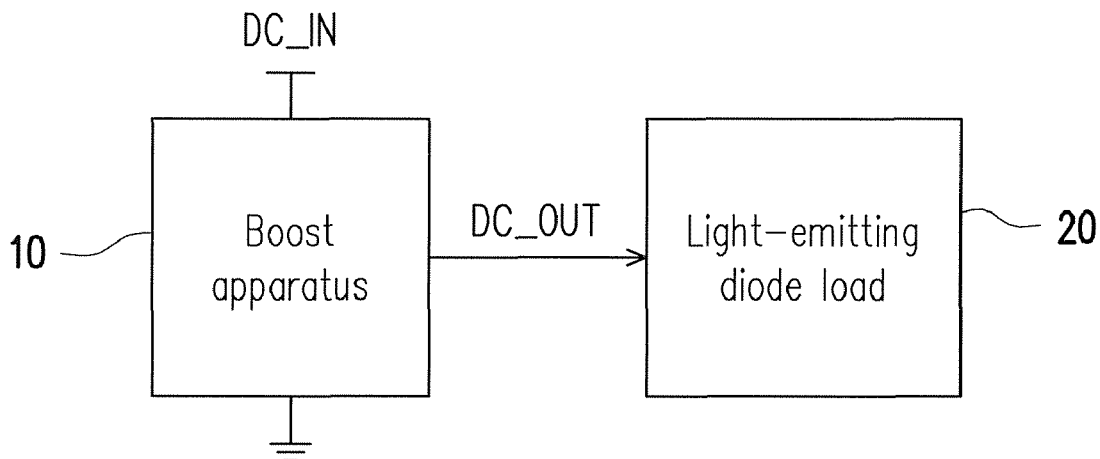 DC_IN
10
Boost
apparatus
DC_OUT
Light-emitting
diode load
20